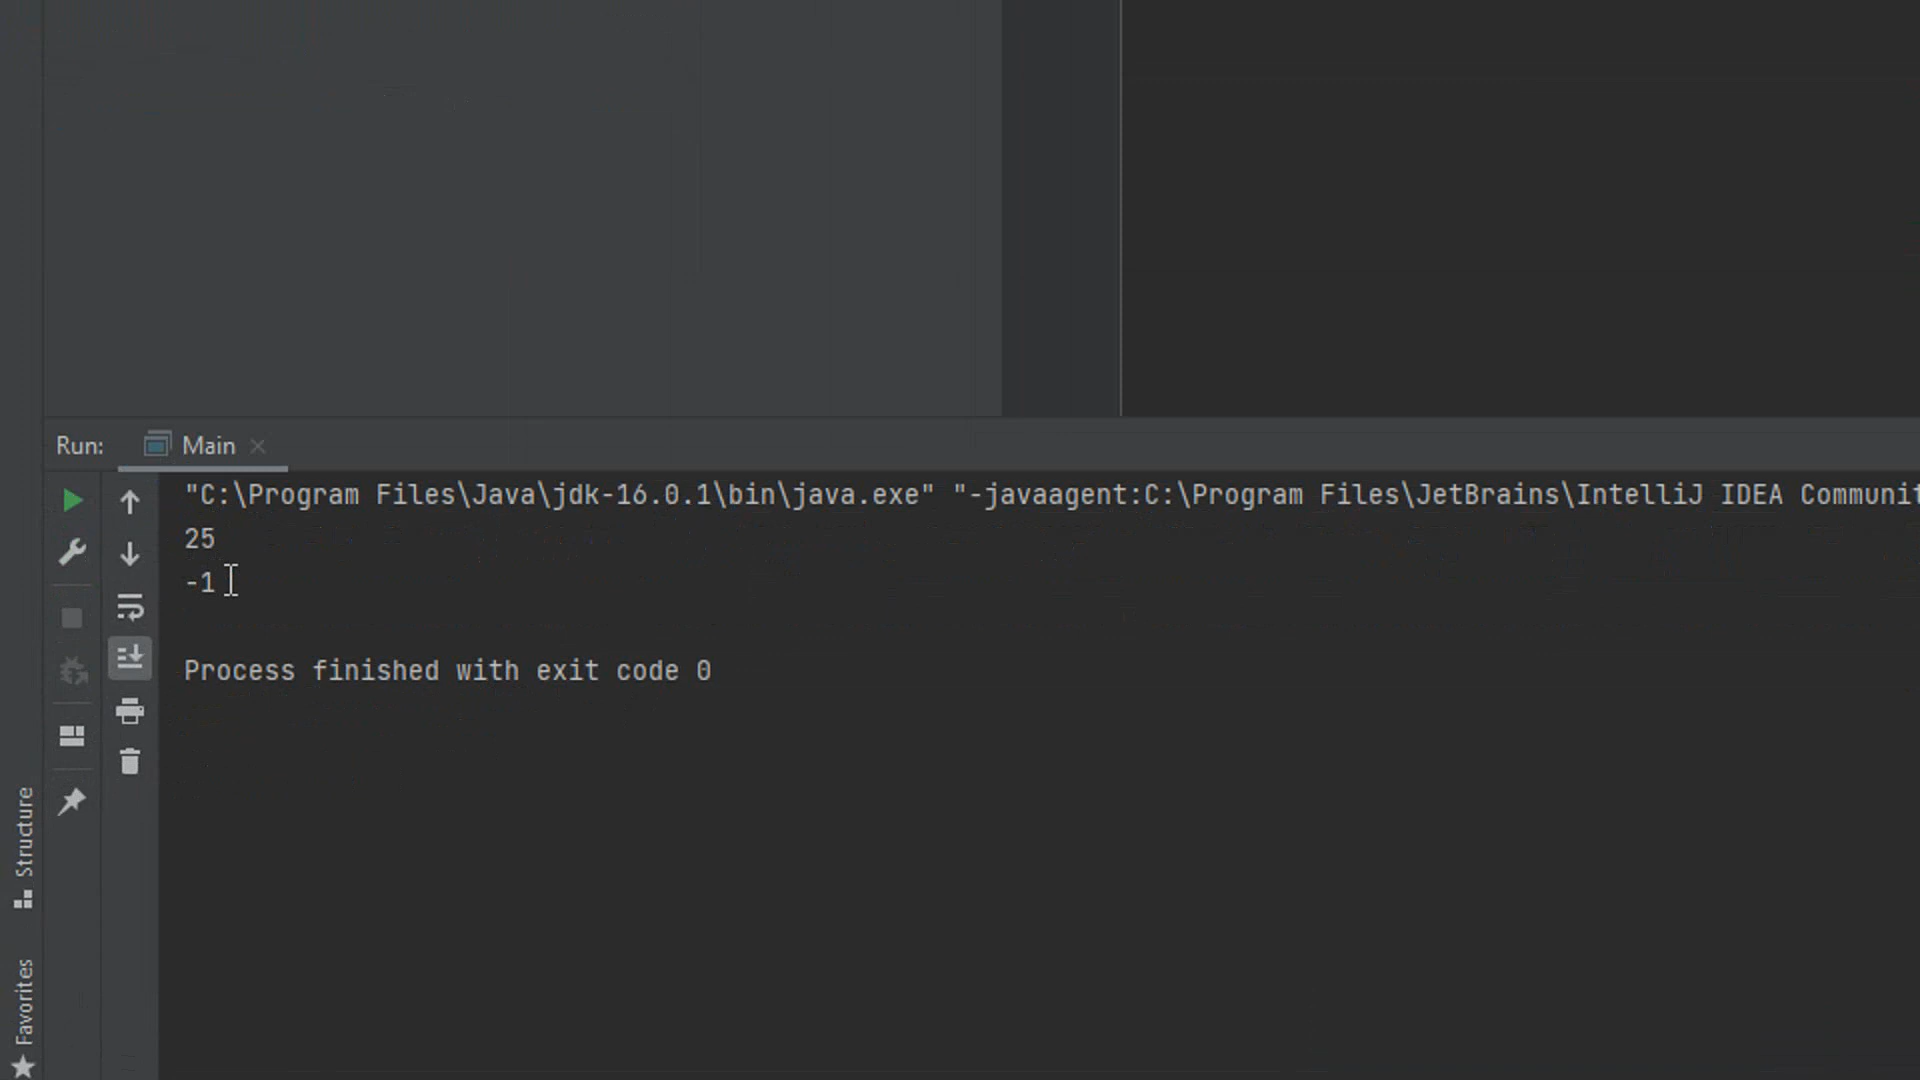 Run:
Main
"C:\Program Files\Java\jdk-16.0.1\bin\java.exe" "-javaagent:C:\Program Files\JetBrains\IntelliJ IDEA Communit
25
-1
Process finished with exit code 0
Structure
Favorites